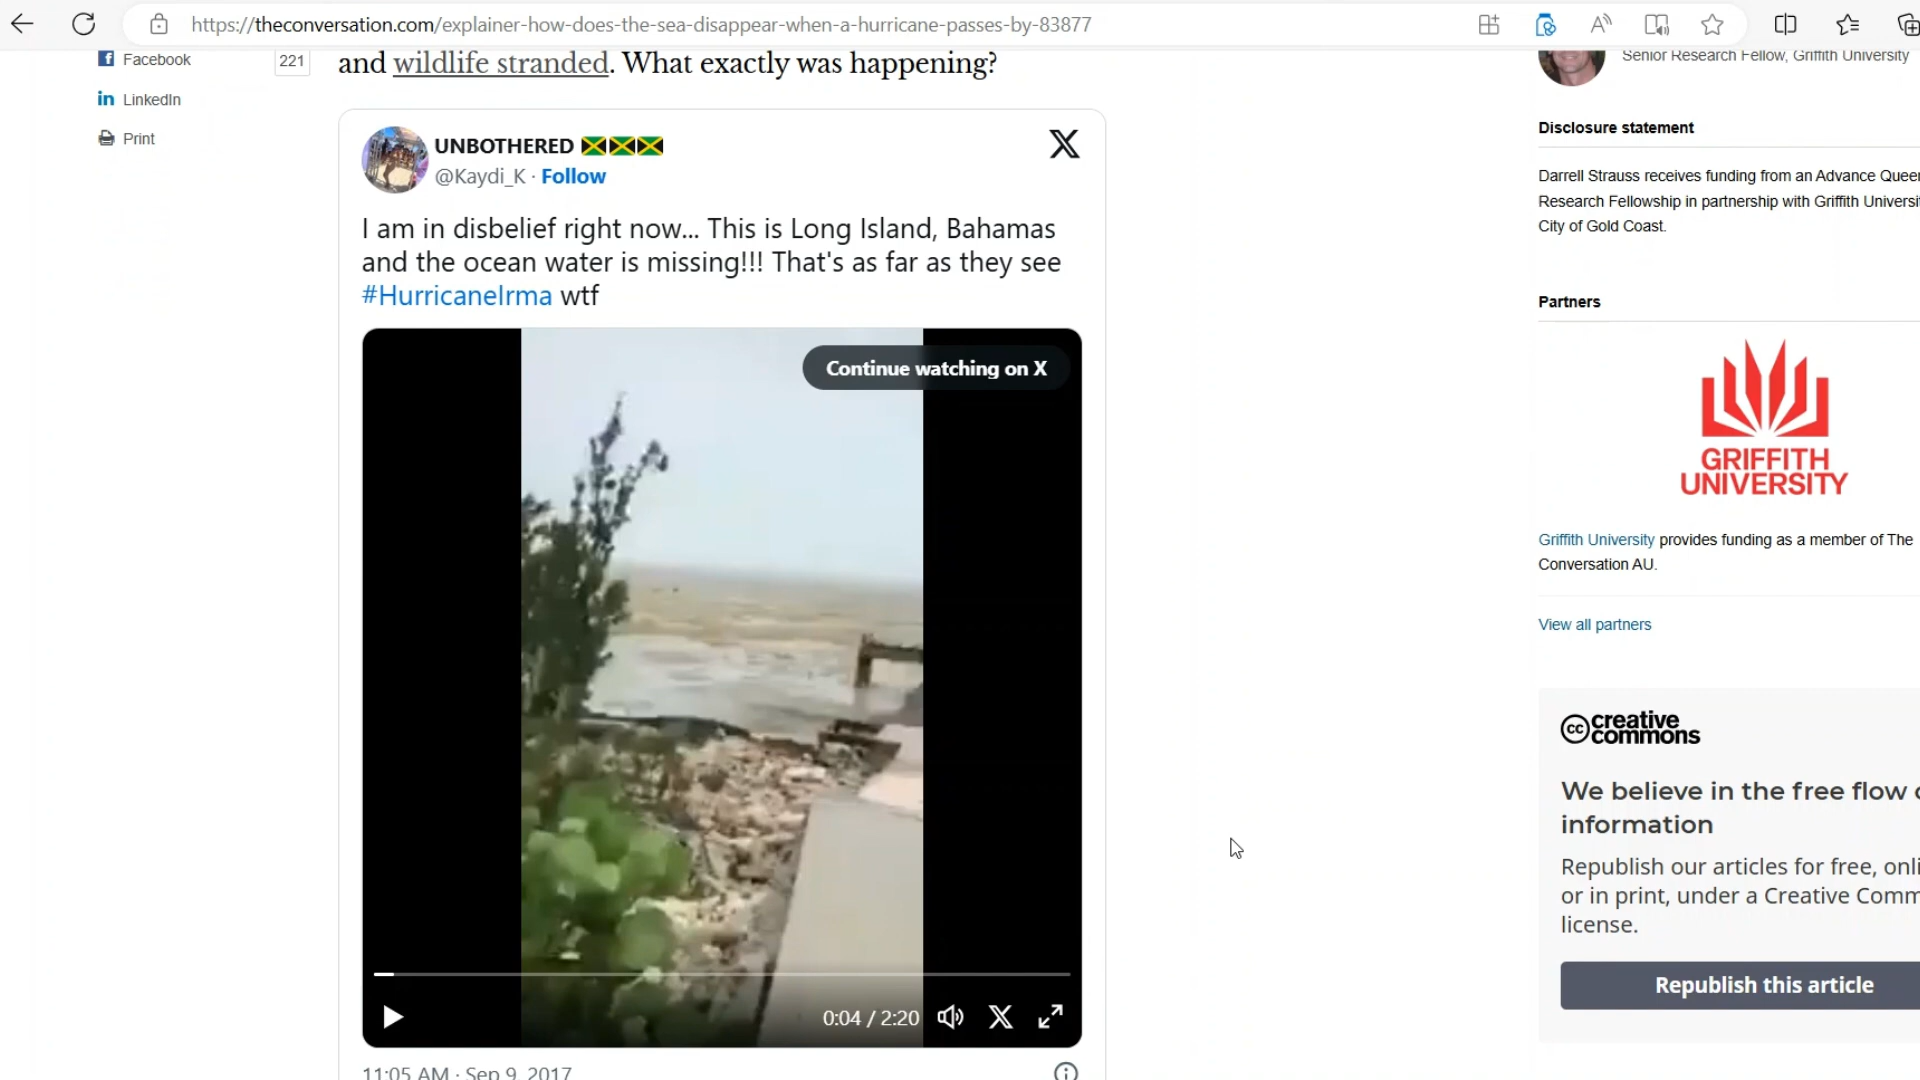 https://theconversation.com/explainer-how-does-the-sea-disappear-when-a-hurricane-passes-by-83877
Facebook
221
LinkedIn
Print
and wildlife stranded. What exactly was happening?
UNBOTHERED
@Kaydi_K · Follow
I am in disbelief right now... This is Long Island, Bahamas
and the ocean water is missing!!! That's as far as they see
#HurricaneIrma wtf
Continue watching on X
0:04 / 2:20
11:05 AM · Sep 9, 2017
Senior Research Fellow, Griffith University
Disclosure statement
Darrell Strauss receives funding from an Advance Queen
Research Fellowship in partnership with Griffith Universit
City of Gold Coast.
Partners
GRIFFITH
UNIVERSITY
Griffith University provides funding as a member of The
Conversation AU.
View all partners
cc creative
commons
We believe in the free flow o
information
Republish our articles for free, onli
or in print, under a Creative Comm
license.
Republish this article